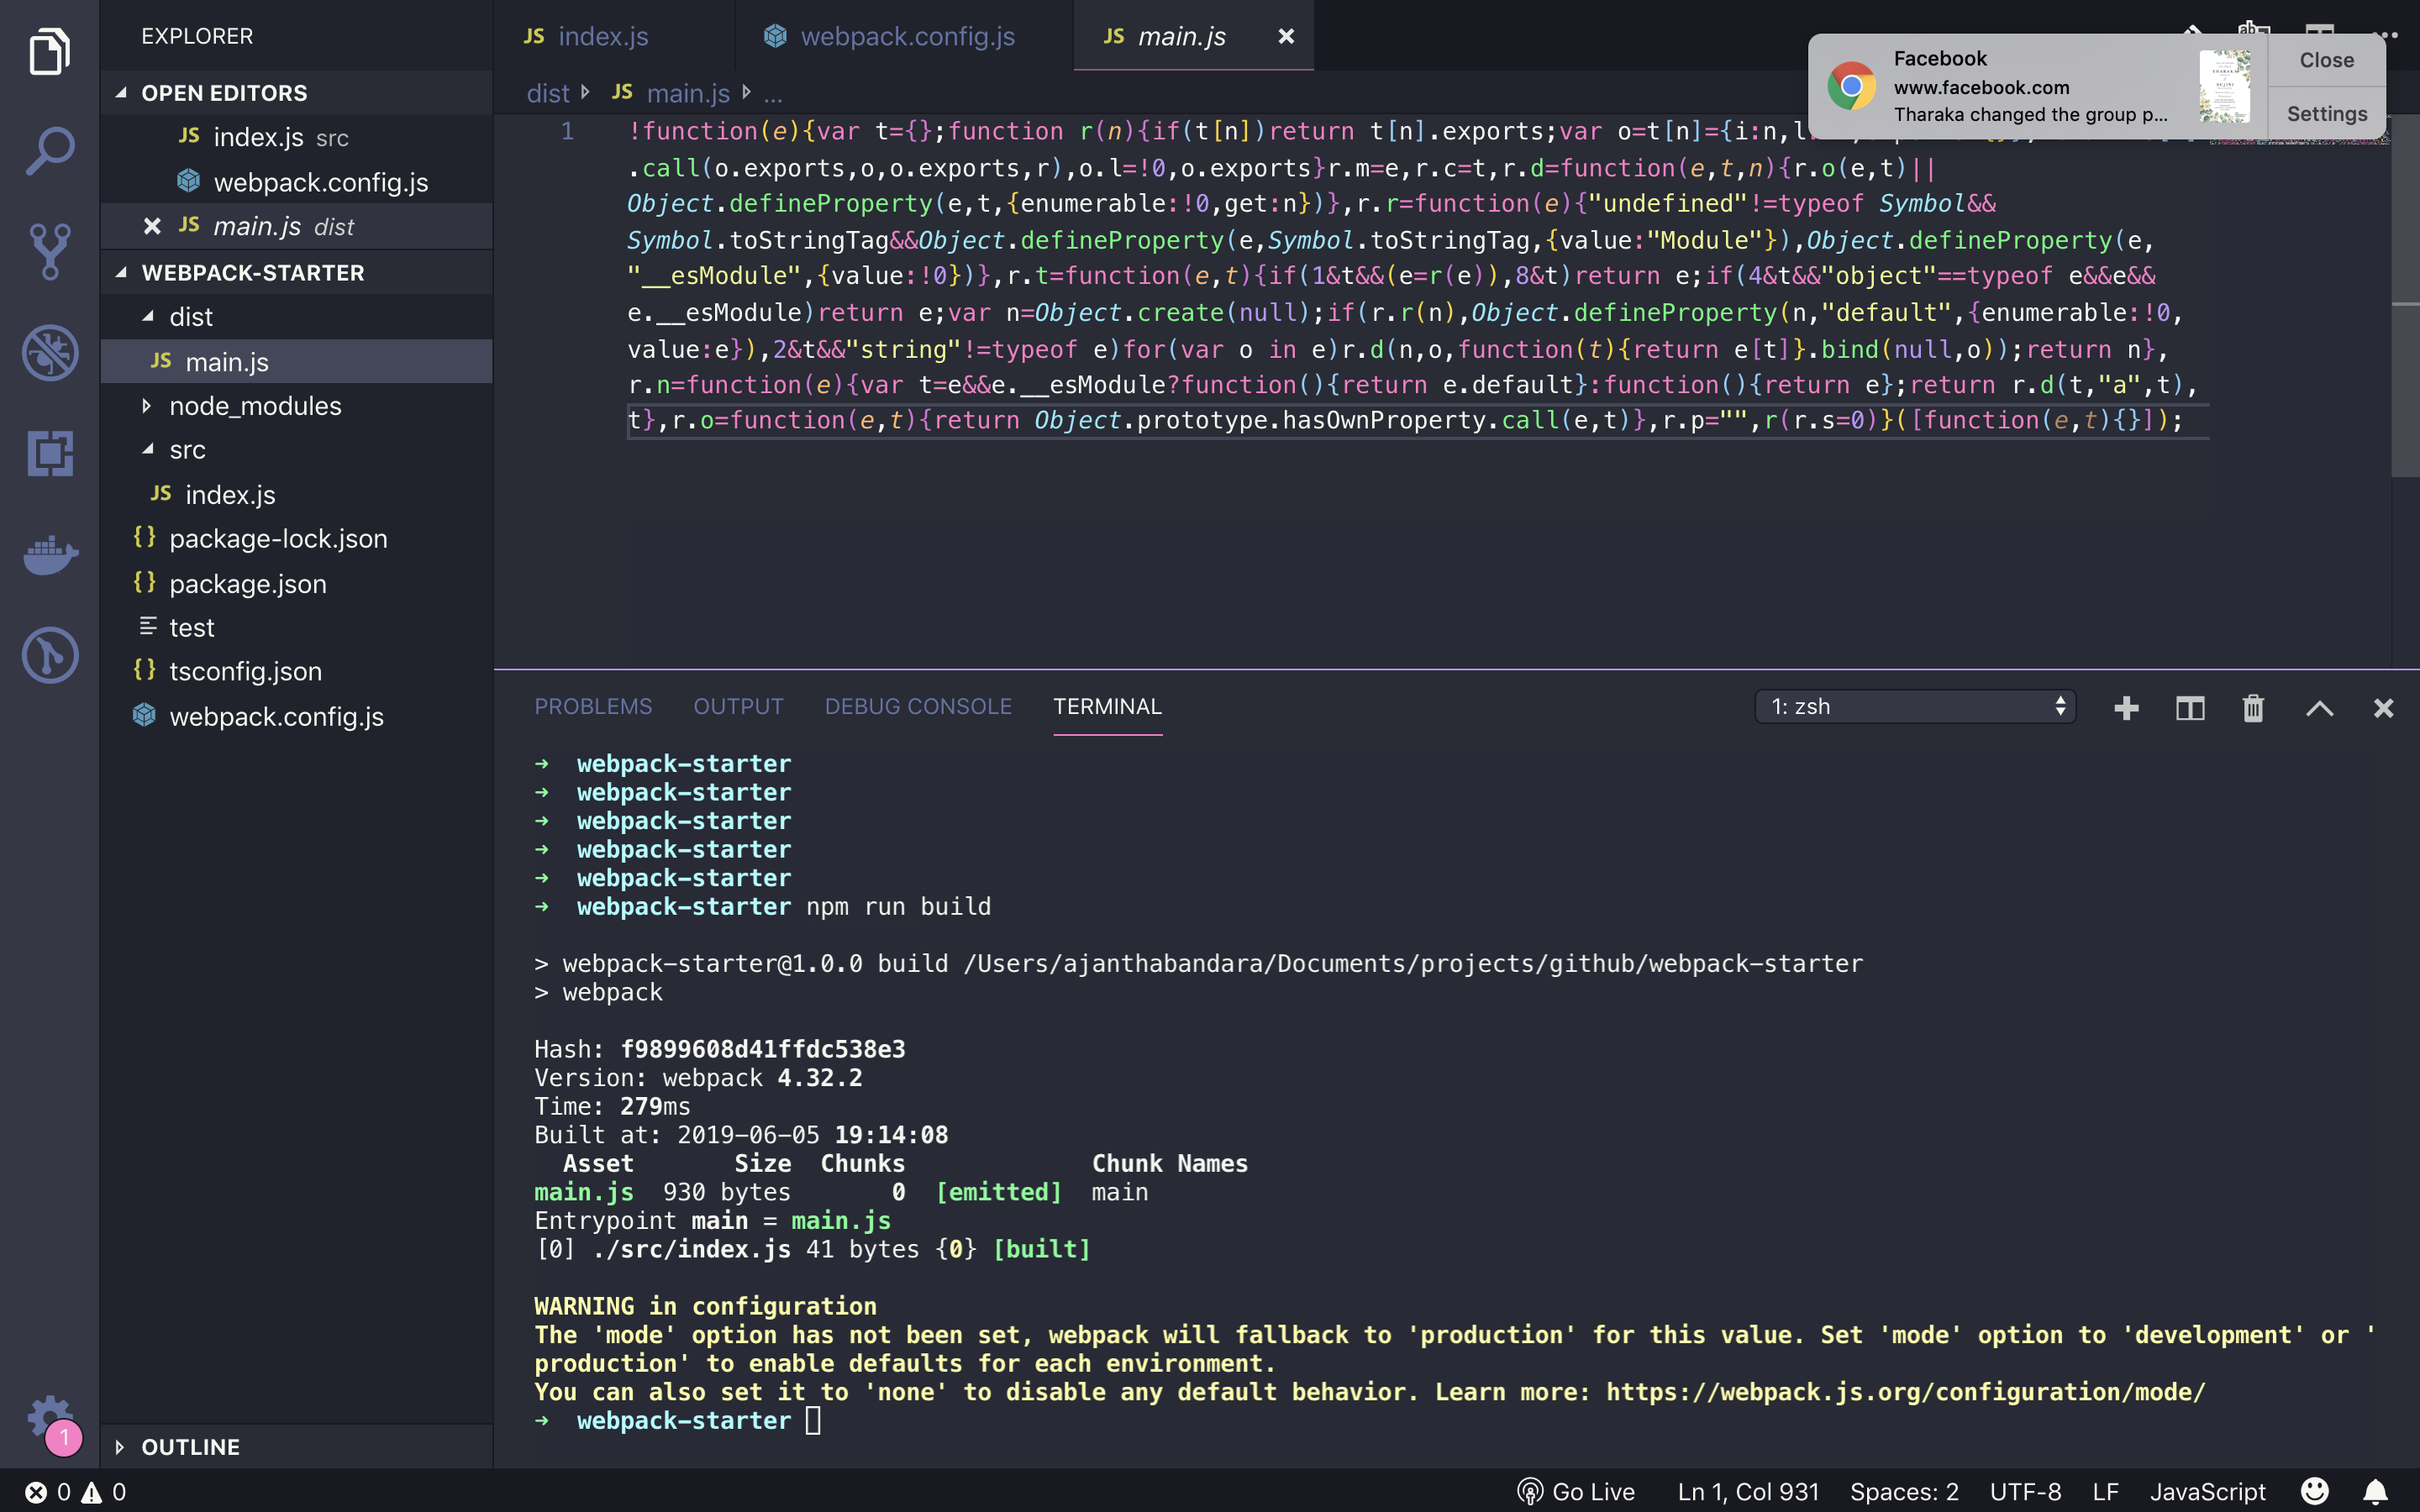 EXPLORER
OPEN EDITORS
JS index.js src
webpack.config.js
JS main.js dist
WEBPACK-STARTER
dist
JS main.js
node_modules
src
JS index.js
{} package-lock.json
{} package.json
test
{} tsconfig.json
webpack.config.js
OUTLINE
1
JS index.js
webpack.config.js
JS main.js
dist JS main.js ...
Facebook
www.facebook.com
Tharaka changed the group p...
Close
Settings
1
!function(e){var t={};function r(n){if(t[n])return t[n].exports;var o=t[n]={i:n,l
.call(o.exports,o,o.exports,r),o.l=!0,o.exports}r.m=e,r.c=t,r.d=function(e,t,n){r.o(e,t)||
Object.defineProperty(e,t,{enumerable:!0,get:n})},r.r=function(e){"undefined"!=typeof Symbol&&
Symbol.toStringTag&&Object.defineProperty(e,Symbol.toStringTag,{value:"Module"}),Object.defineProperty(e,
"__esModule",{value:!0})},r.t=function(e,t){if(1&t&&(e=r(e)),8&t)return e;if(4&t&&"object"==typeof e&&e&&
e.__esModule)return e;var n=Object.create(null);if(r.r(n),Object.defineProperty(n,"default",{enumerable:!0,
value:e}),2&t&&"string"!=typeof e)for(var o in e)r.d(n,o,function(t){return e[t]}.bind(null,o));return n},
r.n=function(e){var t=e&&e.__esModule?function(){return e.default}:function(){return e};return r.d(t,"a",t),
t},r.o=function(e,t){return Object.prototype.hasOwnProperty.call(e,t)},r.p="",r(r.s=0)}([function(e,t){}]);
PROBLEMS OUTPUT DEBUG CONSOLE TERMINAL
1: zsh
→ webpack-starter
→ webpack-starter
→ webpack-starter
→ webpack-starter
→ webpack-starter
→ webpack-starter npm run build
> webpack-starter@1.0.0 build /Users/ajanthabandara/Documents/projects/github/webpack-starter
> webpack
Hash: f9899608d41ffdc538e3
Version: webpack 4.32.2
Time: 279ms
Built at: 2019-06-05 19:14:08
Asset Size Chunks Chunk Names
main.js 930 bytes 0 [emitted] main
Entrypoint main = main.js
[0] ./src/index.js 41 bytes {0} [built]
WARNING in configuration
The 'mode' option has not been set, webpack will fallback to 'production' for this value. Set 'mode' option to 'development' or '
production' to enable defaults for each environment.
You can also set it to 'none' to disable any default behavior. Learn more: https://webpack.js.org/configuration/mode/
→ webpack-starter
0 0
Go Live Ln 1, Col 931 Spaces: 2 UTF-8 LF JavaScript